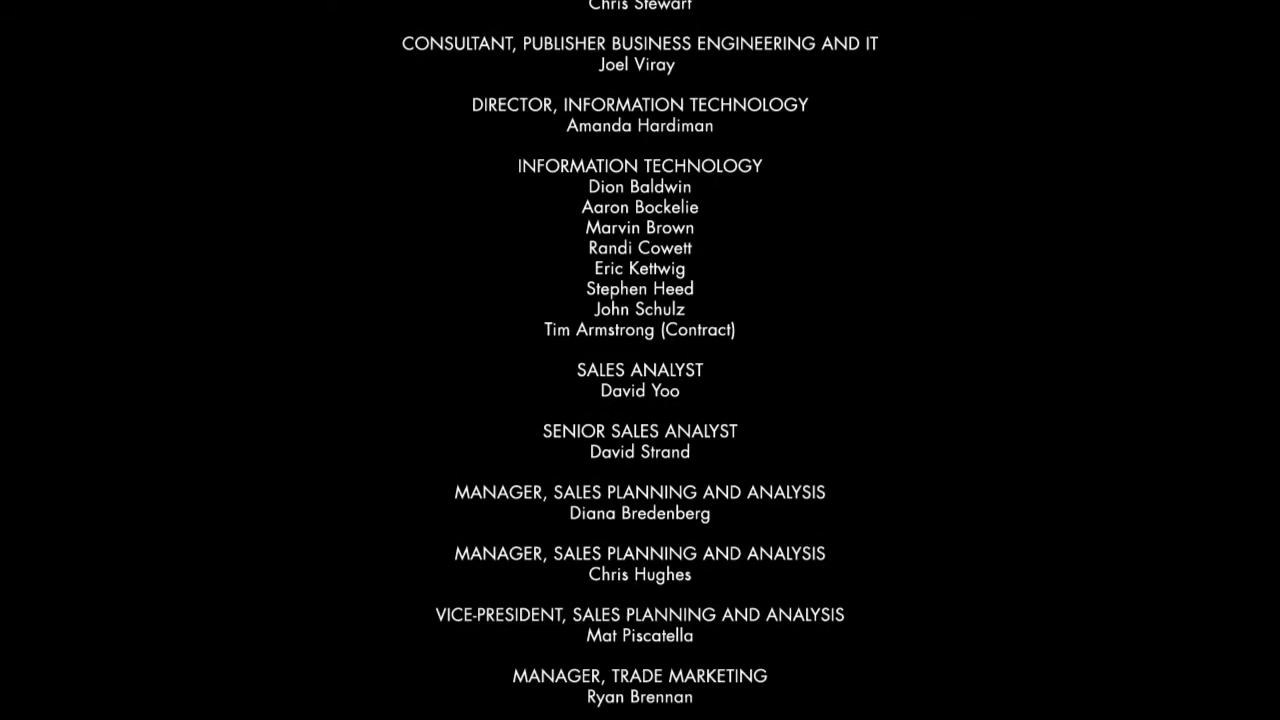 Chris Stewart
CONSULTANT, PUBLISHER BUSINESS ENGINEERING AND IT
Joel Viray
DIRECTOR, INFORMATION TECHNOLOGY
Amanda Hardiman
INFORMATION TECHNOLOGY
Dion Baldwin
Aaron Bockelie
Marvin Brown
Randi Cowett
Eric Kettwig
Stephen Heed
John Schulz
Tim Armstrong (Contract)
SALES ANALYST
David Yoo
SENIOR SALES ANALYST
David Strand
MANAGER, SALES PLANNING AND ANALYSIS
Diana Bredenberg
MANAGER, SALES PLANNING AND ANALYSIS
Chris Hughes
VICE-PRESIDENT, SALES PLANNING AND ANALYSIS
Mat Piscatella
MANAGER, TRADE MARKETING
Ryan Brennan